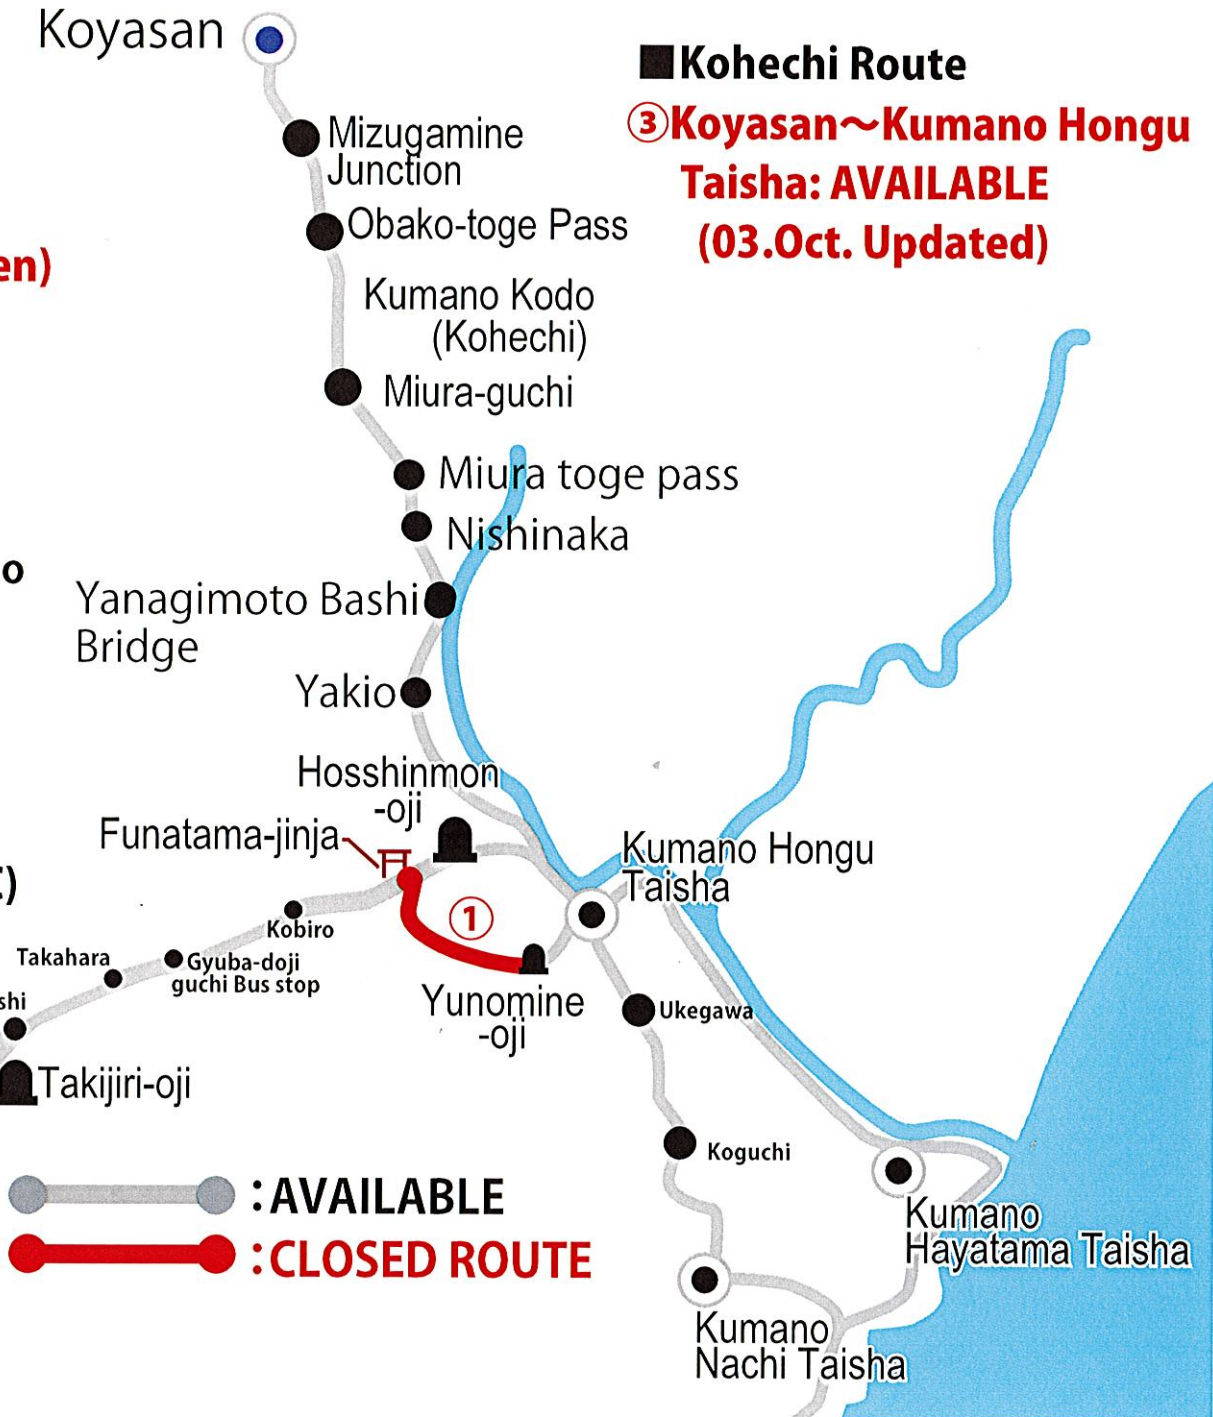 Koyasan
■Kohechi Route
③Koyasan～Kumano Hongu
Taisha: AVAILABLE
(03.Oct. Updated)
Mizugamine
Junction
Obako-toge Pass
en)
Kumano Kodo
(Kohechi)
Miura-guchi
Miura toge pass
Nishinaka
o
Yanagimoto Bashi
Bridge
Yakio
Hosshinmon
-oji
Funatama-jinja
Kumano Hongu
Taisha
)
①
Kobiro
Takahara
Gyuba-doji
guchi Bus stop
shi
Yunomine
-oji
Ukegawa
Takijiri-oji
Koguchi
:AVAILABLE
:CLOSED ROUTE
Kumano
Hayatama Taisha
Kumano
Nachi Taisha